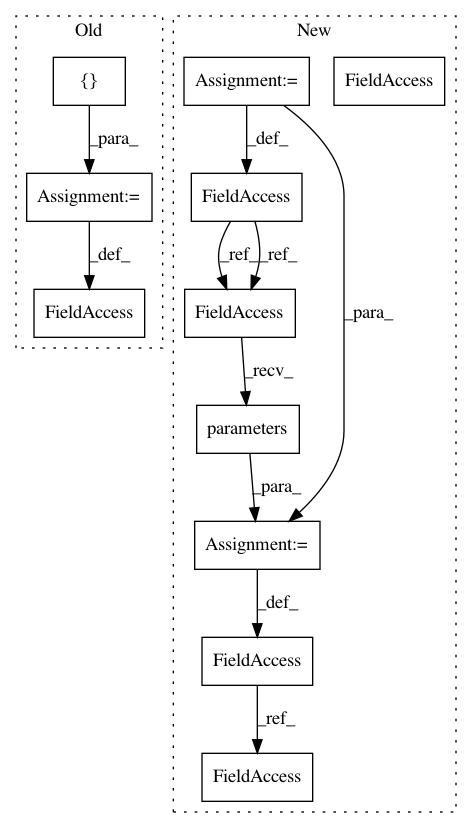 Old
New
{}
Assignment:=
FieldAccess
_para_
_def_
Assignment:=
FieldAccess
_def_
_ref_
_ref_
FieldAccess
FieldAccess
_para_
_recv_
parameters
_para_
Assignment:=
_def_
FieldAccess
_ref_
FieldAccess